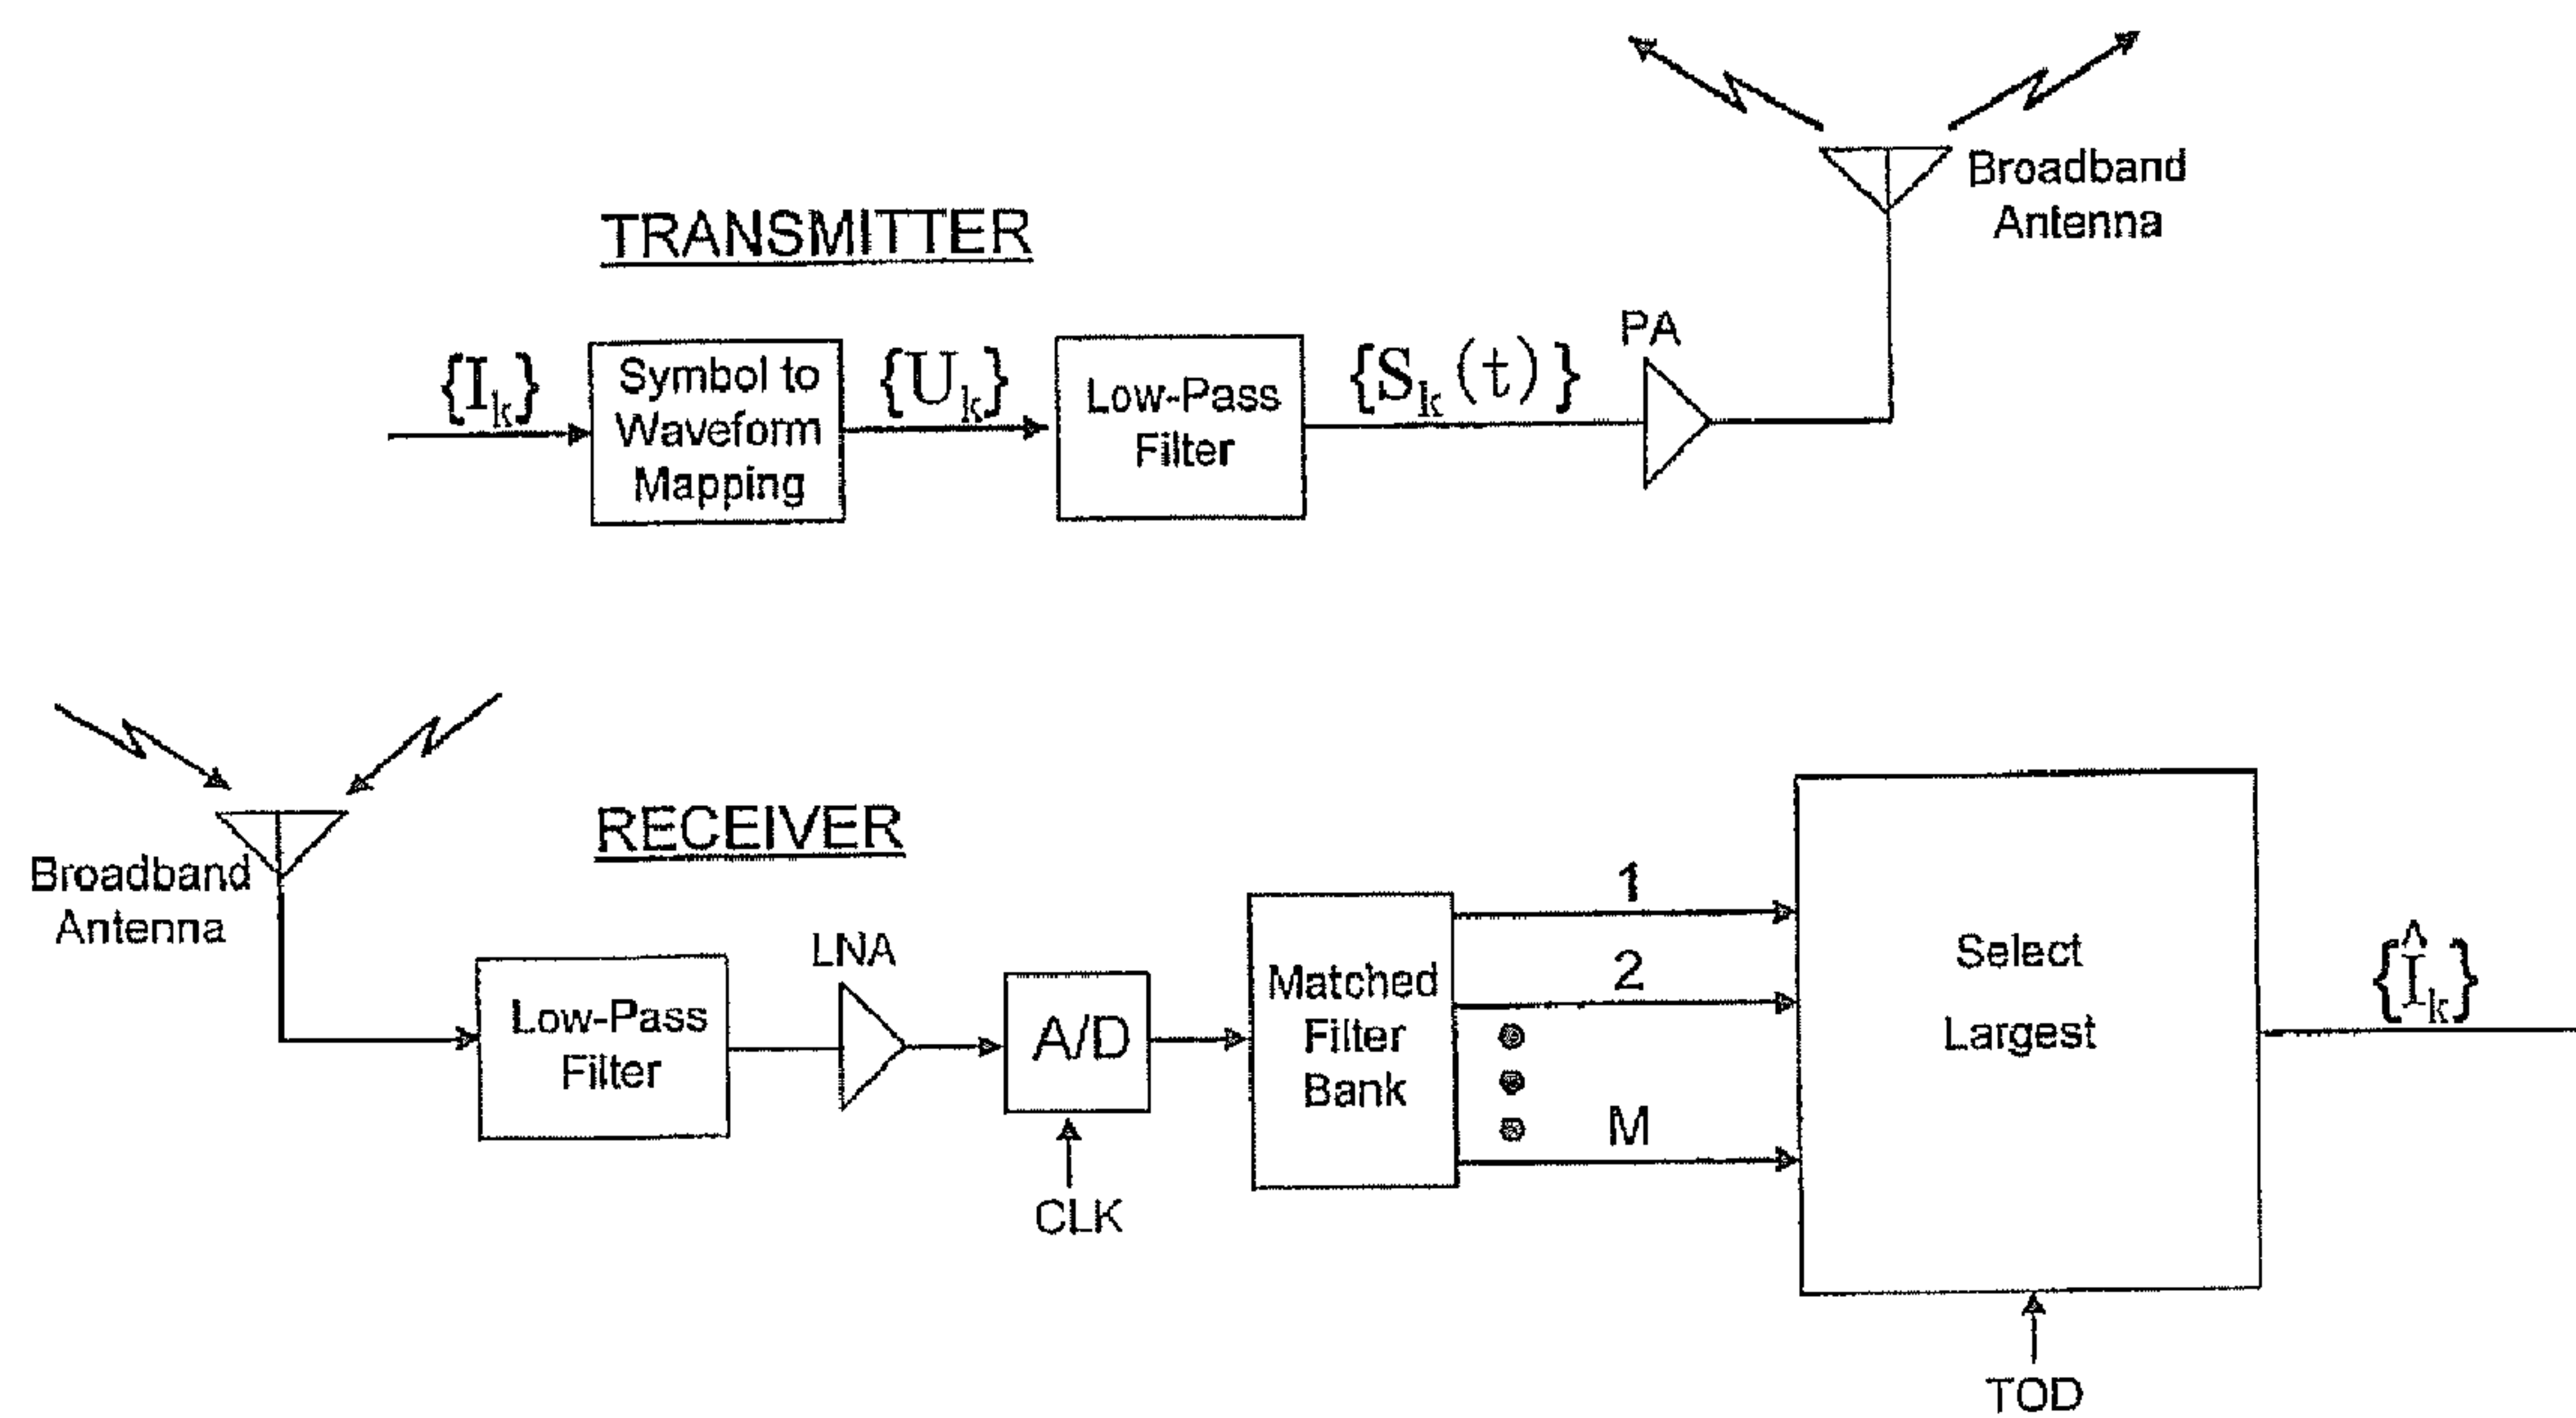 Broadband
Antenna
TRANSMITTER
PA
{I_k}
Symbol to
Waveform
Mapping
{U_k}
Low-Pass
Filter
{S_k(t)}
RECEIVER
Broadband
Antenna
Low-Pass
Filter
LNA
A/D
CLK
Matched
Filter
Bank
1
2
M
Select
Largest
{Î_k}
TOD